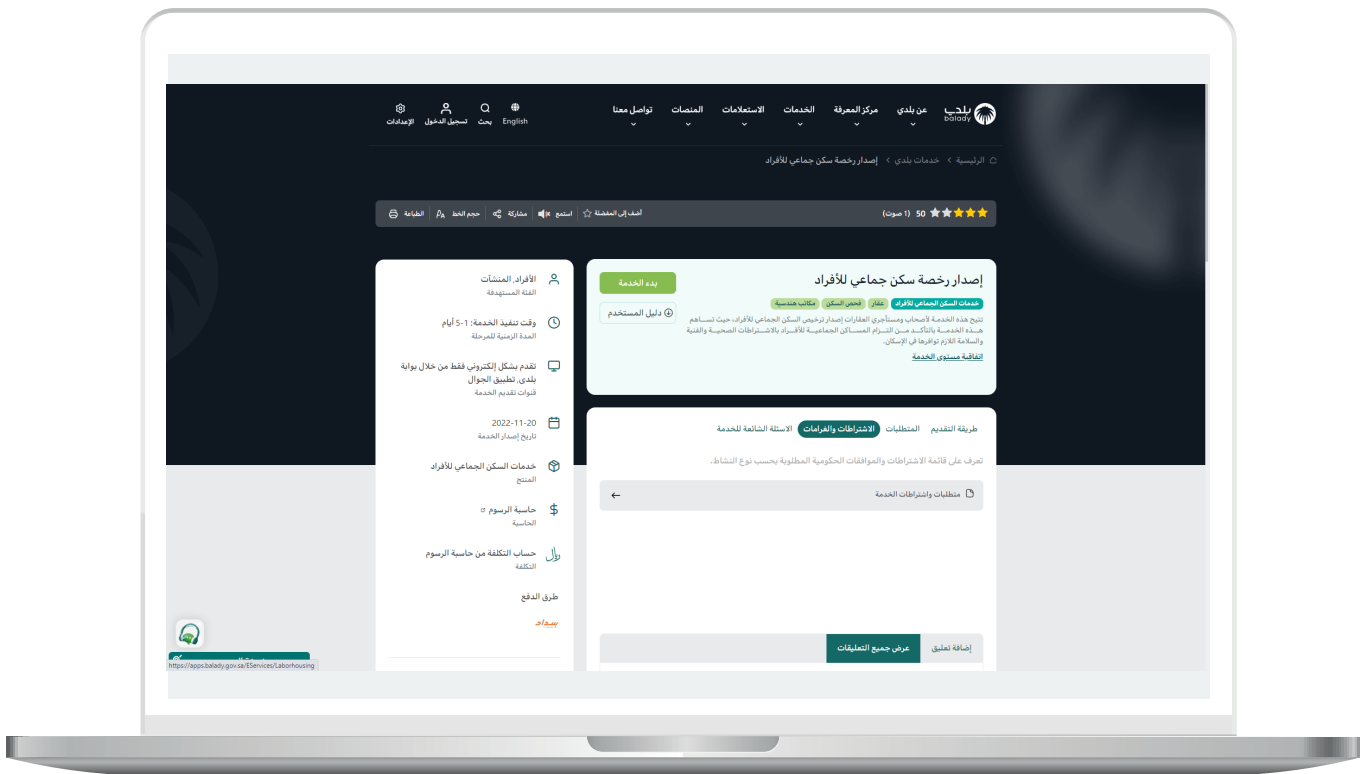 بلدي
balady
عن بلدي
مركز المعرفة
الخدمات
الاستعلامات
المنصات
تواصل معنا
English
بحث
تسجيل الدخول
الإعدادات
الرئيسية > خدمات بلدي > إصدار رخصة سكن جماعي للأفراد
50 (1 صوت)
أضف إلى المفضلة
استمع
مشاركة
حجم الخط
الطباعة
إصدار رخصة سكن جماعي للأفراد
خدمات السكن الجماعي للأفراد
عقار
فحص السكن
مكاتب هندسية
تتيح هذه الخدمة لأصحاب ومستأجري العقارات إصدار ترخيص السكن الجماعي للأفراد، حيث تساهم
هذه الخدمة بالتأكد من التزام المساكن الجماعية للأفراد بالاشتراطات الصحية والفنية
والسلامة اللازم توافرها في الإسكان.
اتفاقية مستوى الخدمة
بدء الخدمة
دليل المستخدم
طريقة التقديم
المتطلبات
الاشتراطات والغرامات
الاسئلة الشائعة للخدمة
تعرف على قائمة الاشتراطات والموافقات الحكومية المطلوبة بحسب نوع النشاط.
متطلبات واشتراطات الخدمة
إضافة تعليق
عرض جميع التعليقات
الأفراد, المنشآت
الفئة المستهدفة
وقت تنفيذ الخدمة: 1-5 أيام
المدة الزمنية للمرحلة
تقدم بشكل إلكتروني فقط من خلال بوابة
بلدي, تطبيق الجوال
قنوات تقديم الخدمة
2022-11-20
تاريخ إصدار الخدمة
خدمات السكن الجماعي للأفراد
المنتج
حاسبة الرسوم
الحاسبة
حساب التكلفة من حاسبة الرسوم
التكلفة
طرق الدفع
سداد
https://apps.balady.gov.sa/EServices/Laborhousing